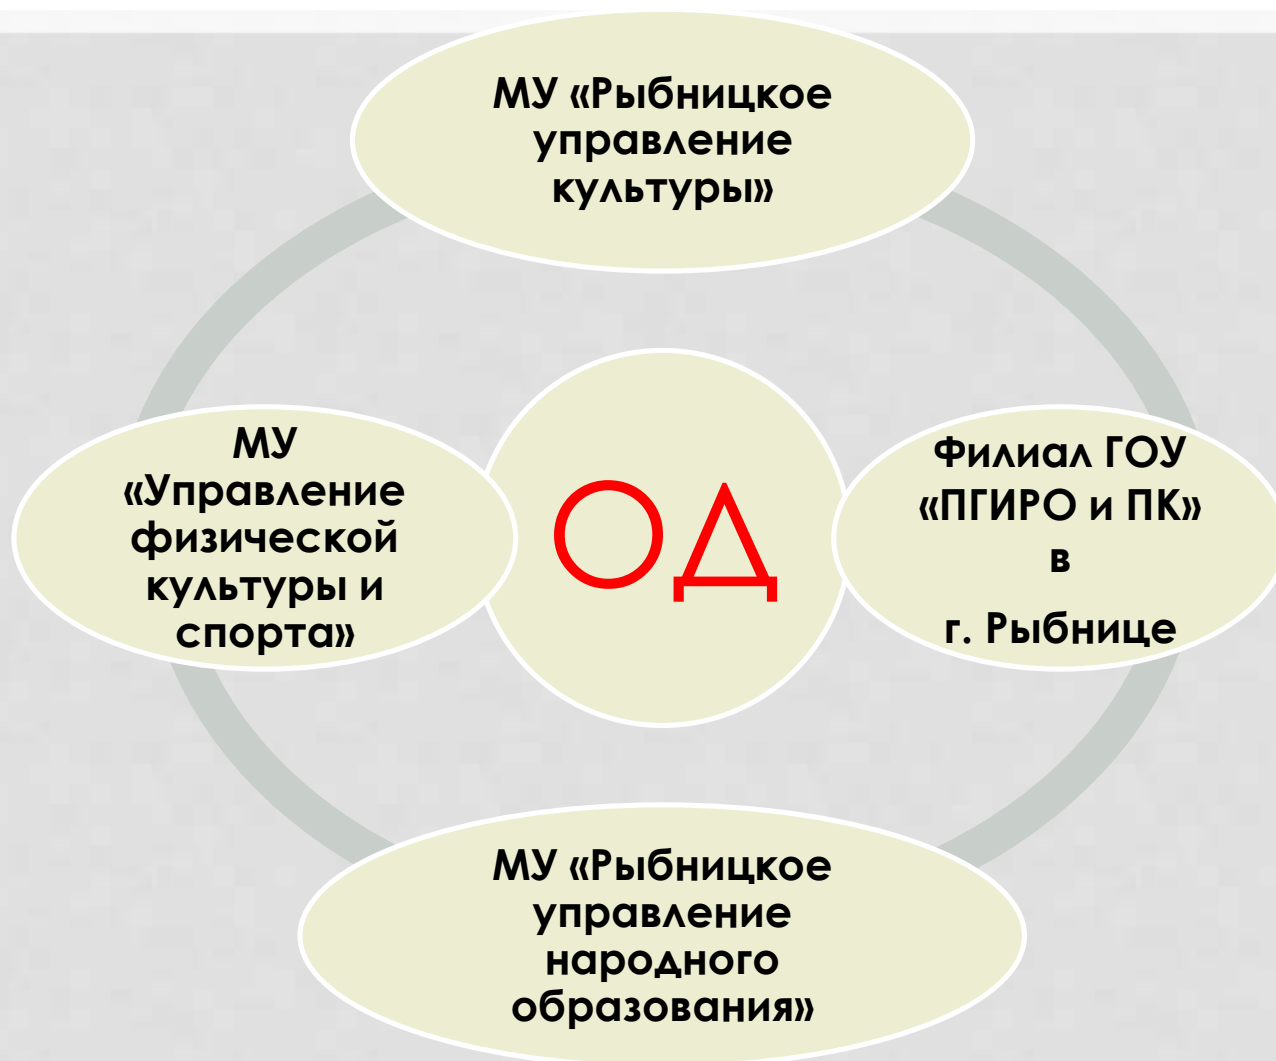 МУ «Рыбницкое
управление
культуры»
МУ
«Управление
физической
культуры и
спорта»
ОД
Филиал ГОУ
«ПГИРО и ПК»
в
г. Рыбнице
МУ «Рыбницкое
управление
народного
образования»